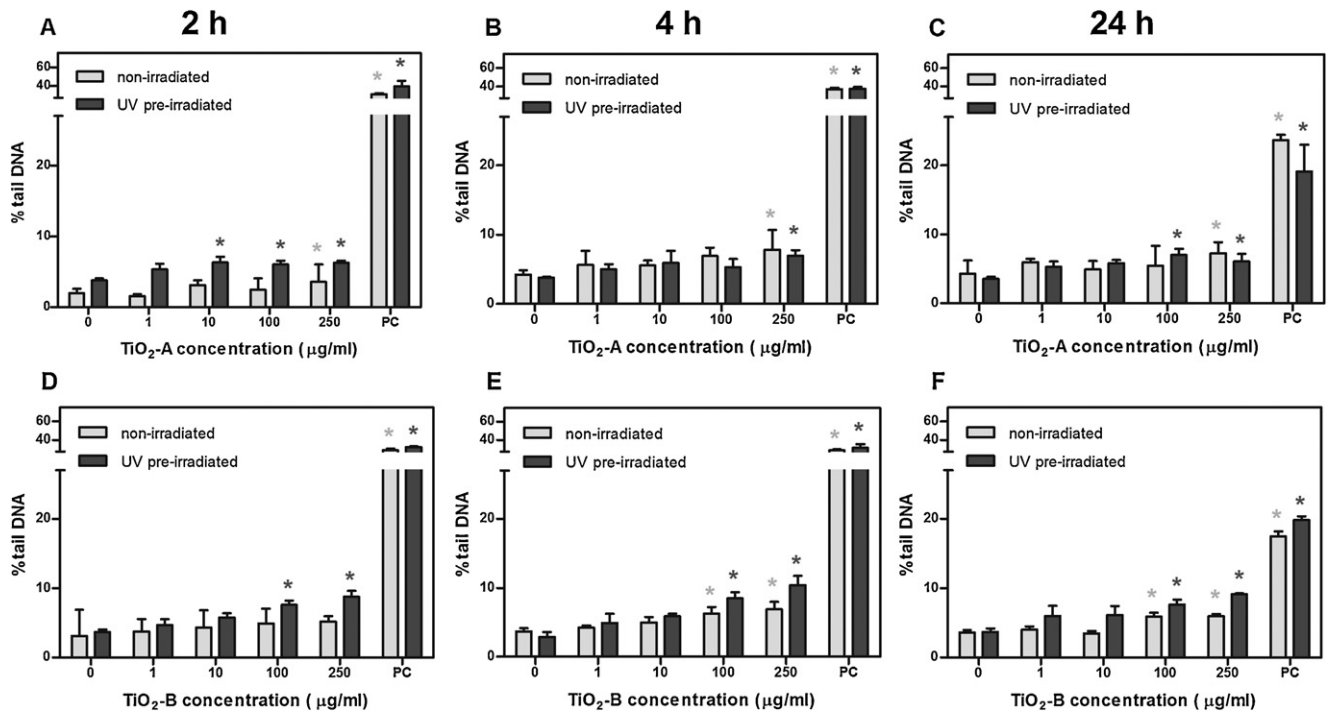 2 h
4 h
24 h
A
60
40
20
10
0
%tail DNA
non-irradiated
UV pre-irradiated
*
*
*
*
*
*
0
1
10
100
250
PC
TiO₂-A concentration ( μg/ml)
B
60
40
20
10
0
%tail DNA
non-irradiated
UV pre-irradiated
*
*
*
*
0
1
10
100
250
PC
TiO₂-A concentration ( μg/ml)
C
60
40
20
10
0
%tail DNA
non-irradiated
UV pre-irradiated
*
*
*
*
*
0
1
10
100
250
PC
TiO₂-A concentration ( μg/ml)
D
60
40
20
10
0
%tail DNA
non-irradiated
UV pre-irradiated
*
*
*
*
0
1
10
100
250
PC
TiO₂-B concentration ( μg/ml)
E
60
40
20
10
0
%tail DNA
non-irradiated
UV pre-irradiated
*
*
*
*
*
*
0
1
10
100
250
PC
TiO₂-B concentration ( μg/ml)
F
60
40
20
10
0
%tail DNA
non-irradiated
UV pre-irradiated
*
*
*
*
*
*
0
1
10
100
250
PC
TiO₂-B concentration ( μg/ml)